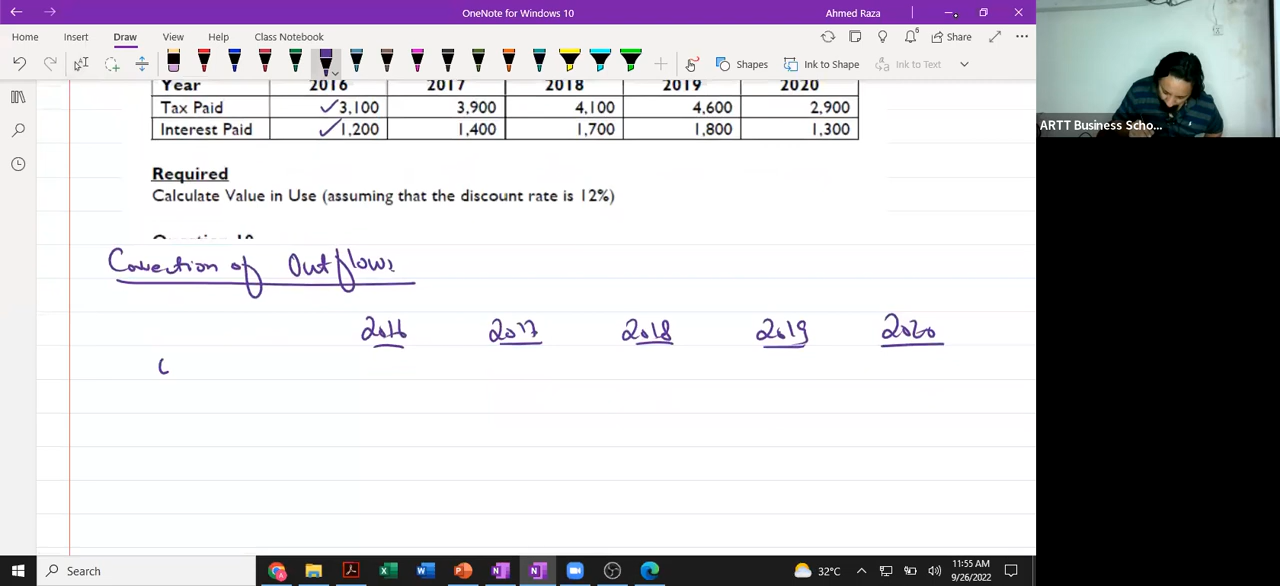 OneNote for Windows 10
Ahmed Raza
Home Insert Draw View Help Class Notebook
6 Share
Shapes Ink to Shape Ink to Text
Year 2016 2017 2018 2019 2020
Tax Paid ✓3,100 3,900 4,100 4,600 2,900
Interest Paid ✓1,200 1,400 1,700 1,800 1,300
Required
Calculate Value in Use (assuming that the discount rate is 12%)
Correction of Outflows
2016 2017 2018 2019 2020
ARTT Business Scho...
Search
32°C
11:55 AM
9/26/2022